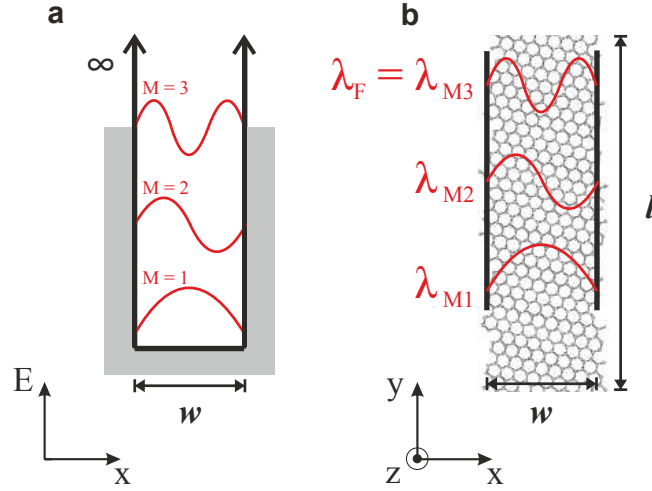 a
∞
M = 3
M = 2
M = 1
w
E
x
b
λF = λM3
λM2
λM1
l
w
y
z
x